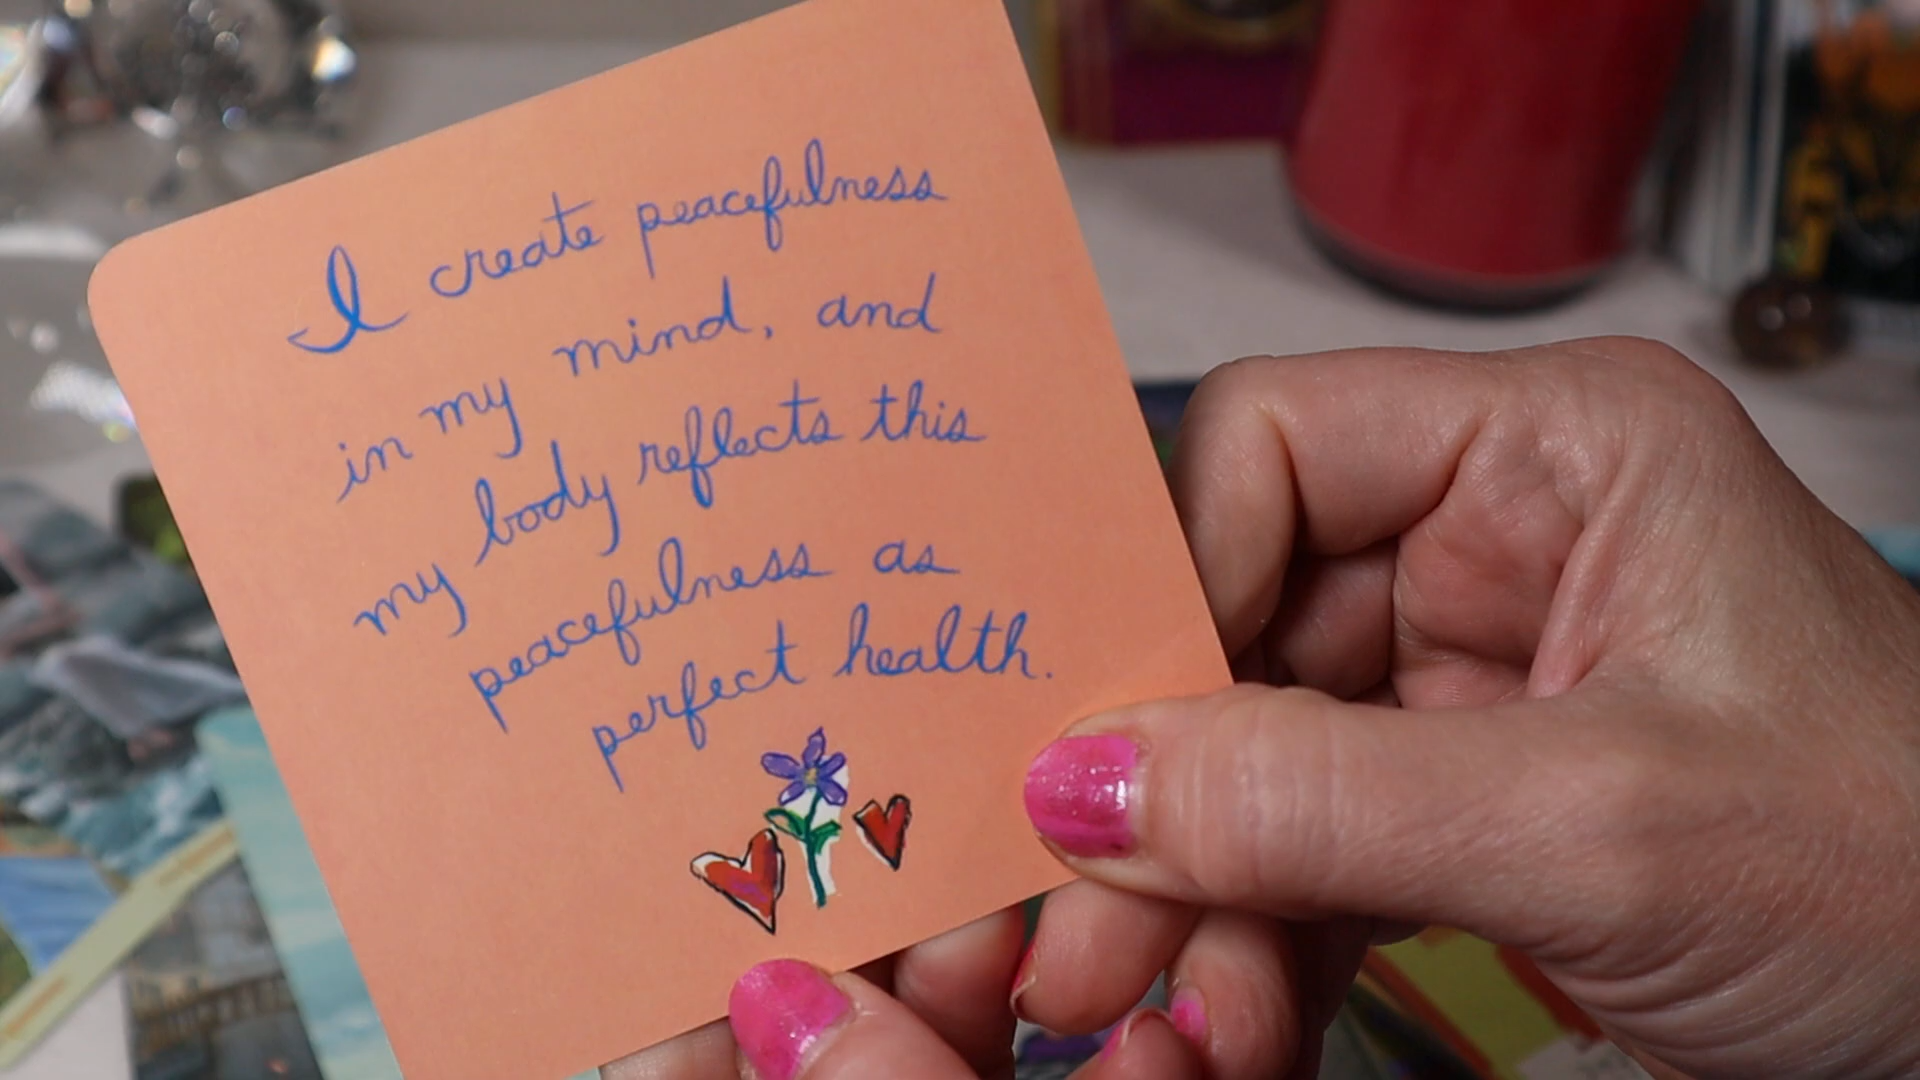 I create peacefulness
in my mind, and
my body reflects this
peacefulness as
perfect health.